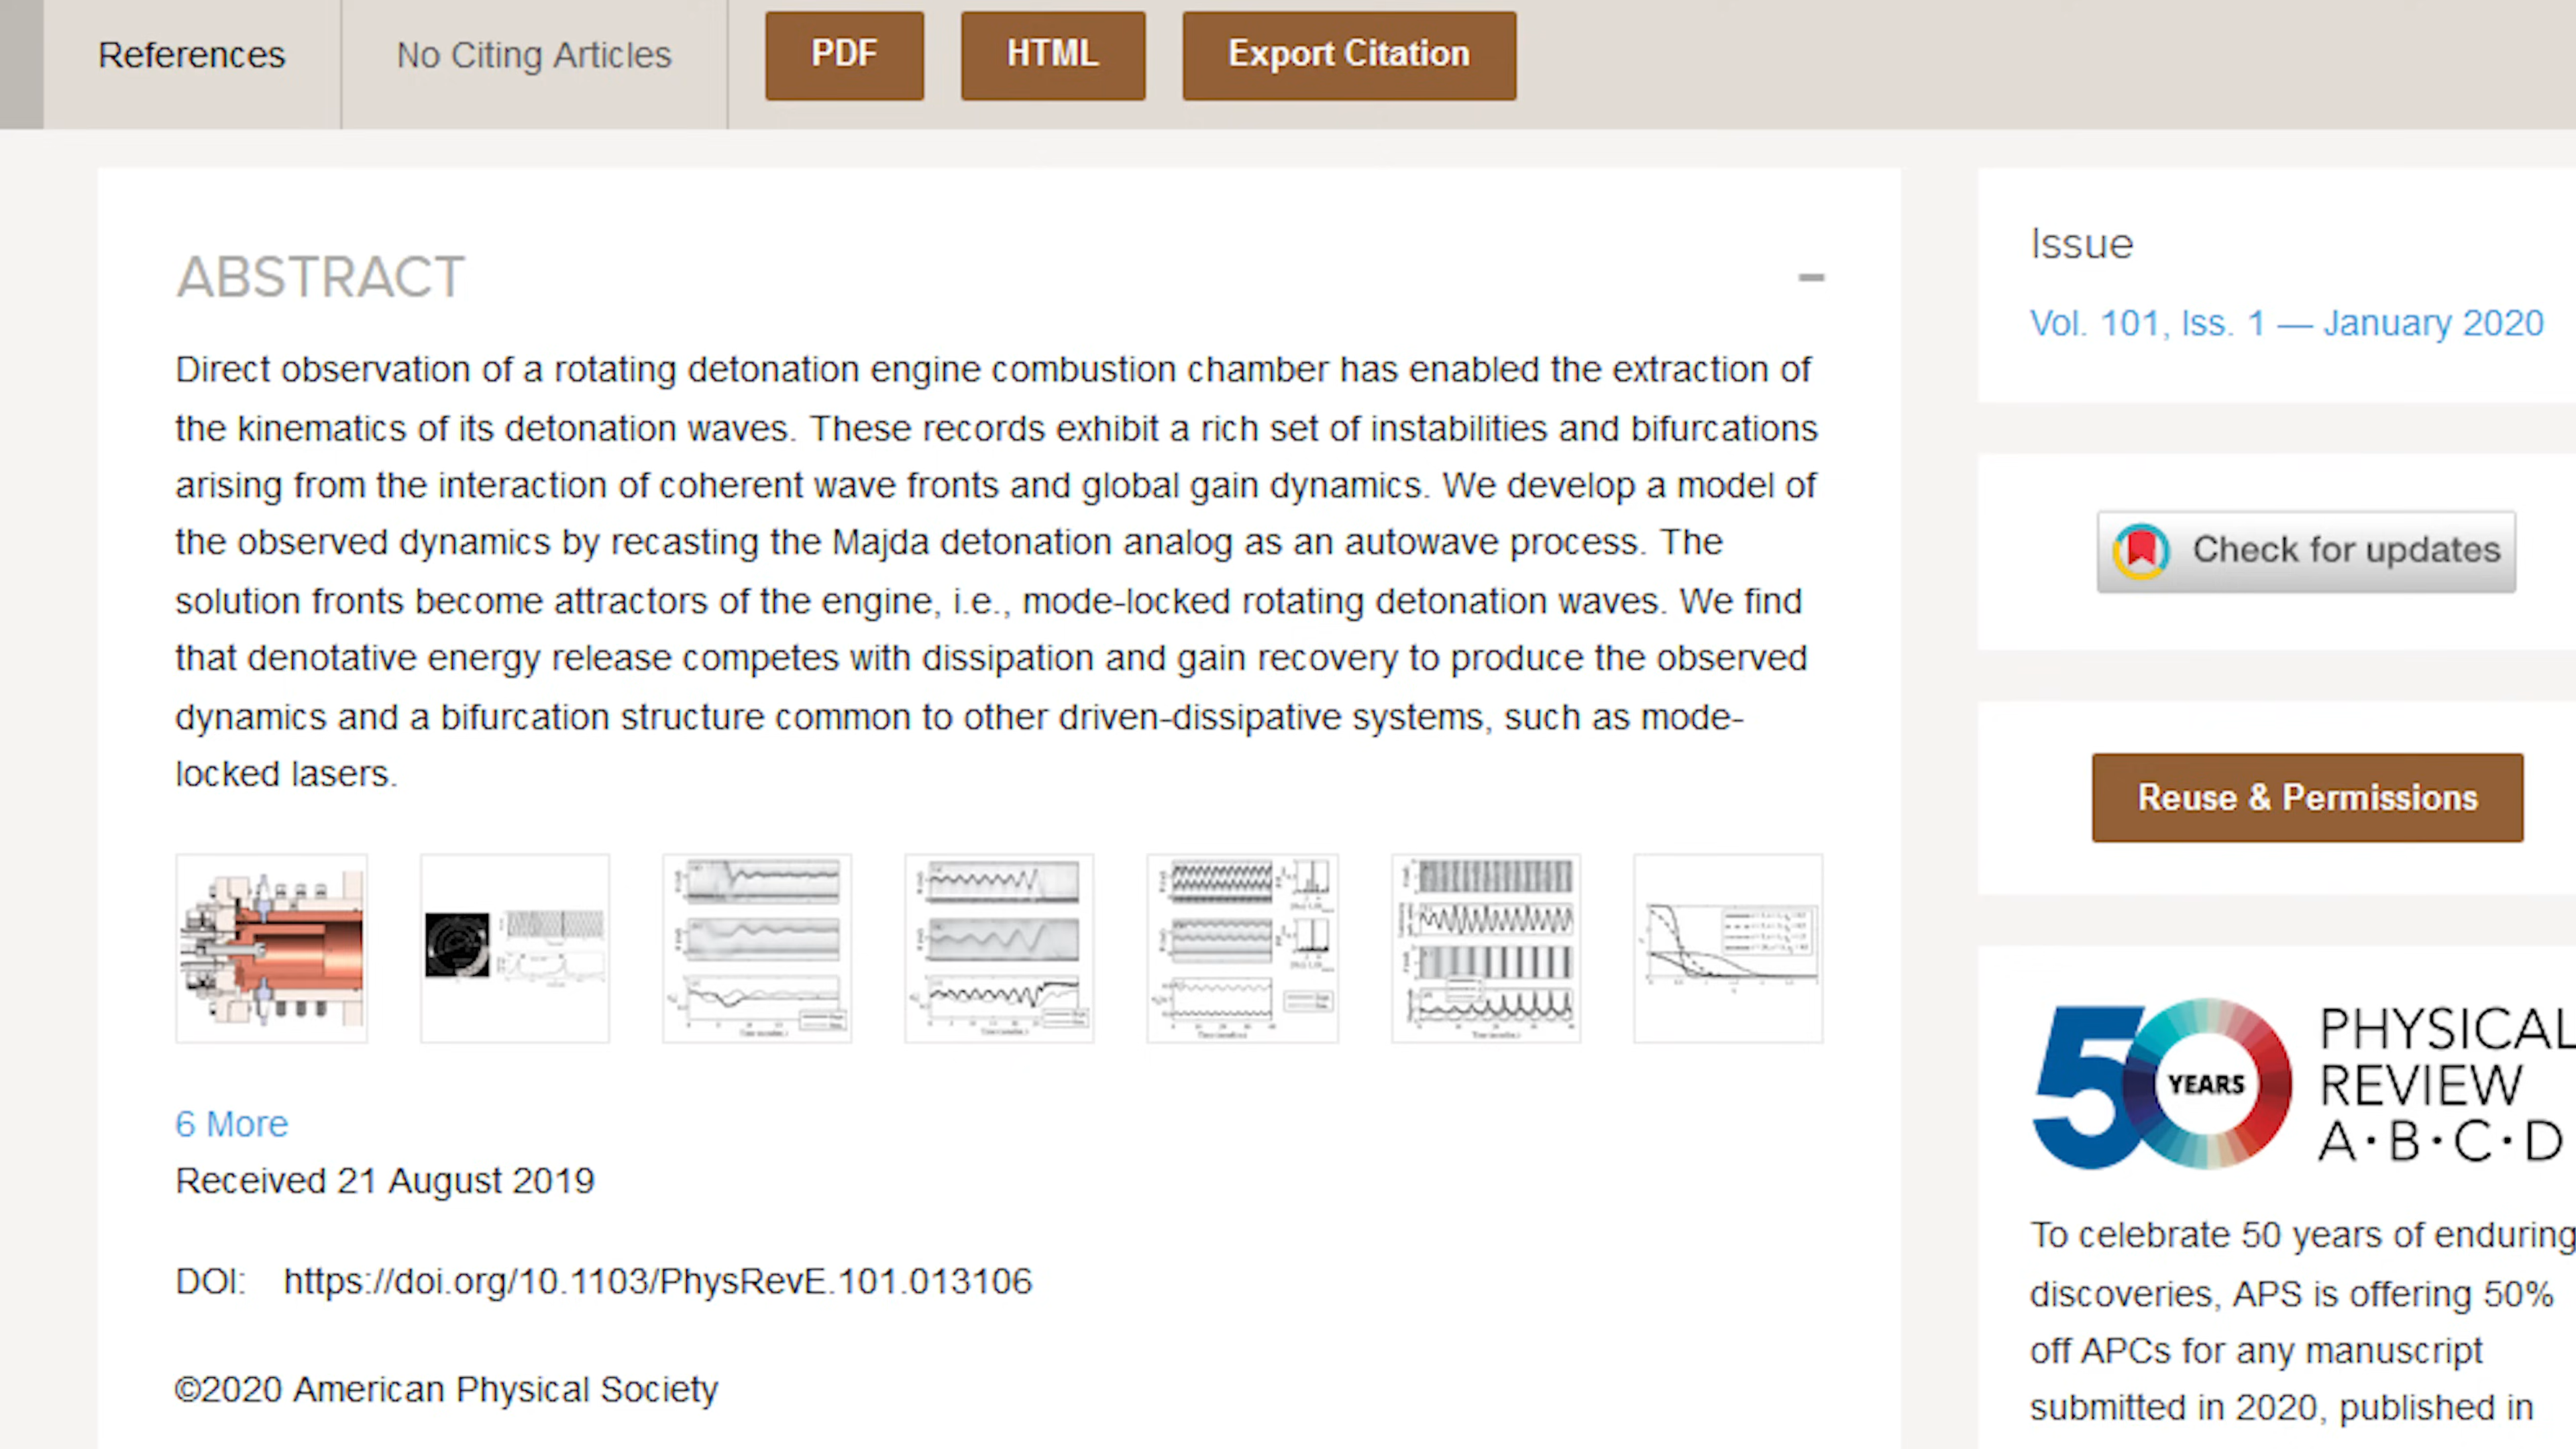 References
No Citing Articles
PDF
HTML
Export Citation
ABSTRACT
Direct observation of a rotating detonation engine combustion chamber has enabled the extraction of
the kinematics of its detonation waves. These records exhibit a rich set of instabilities and bifurcations
arising from the interaction of coherent wave fronts and global gain dynamics. We develop a model of
the observed dynamics by recasting the Majda detonation analog as an autowave process. The
solution fronts become attractors of the engine, i.e., mode-locked rotating detonation waves. We find
that denotative energy release competes with dissipation and gain recovery to produce the observed
dynamics and a bifurcation structure common to other driven-dissipative systems, such as mode-
locked lasers.
6 More
Received 21 August 2019
DOI: https://doi.org/10.1103/PhysRevE.101.013106
©2020 American Physical Society
Issue
Vol. 101, Iss. 1 — January 2020
Check for updates
Reuse & Permissions
50 YEARS
PHYSICAL
REVIEW
A·B·C·D
To celebrate 50 years of enduring
discoveries, APS is offering 50%
off APCs for any manuscript
submitted in 2020, published in